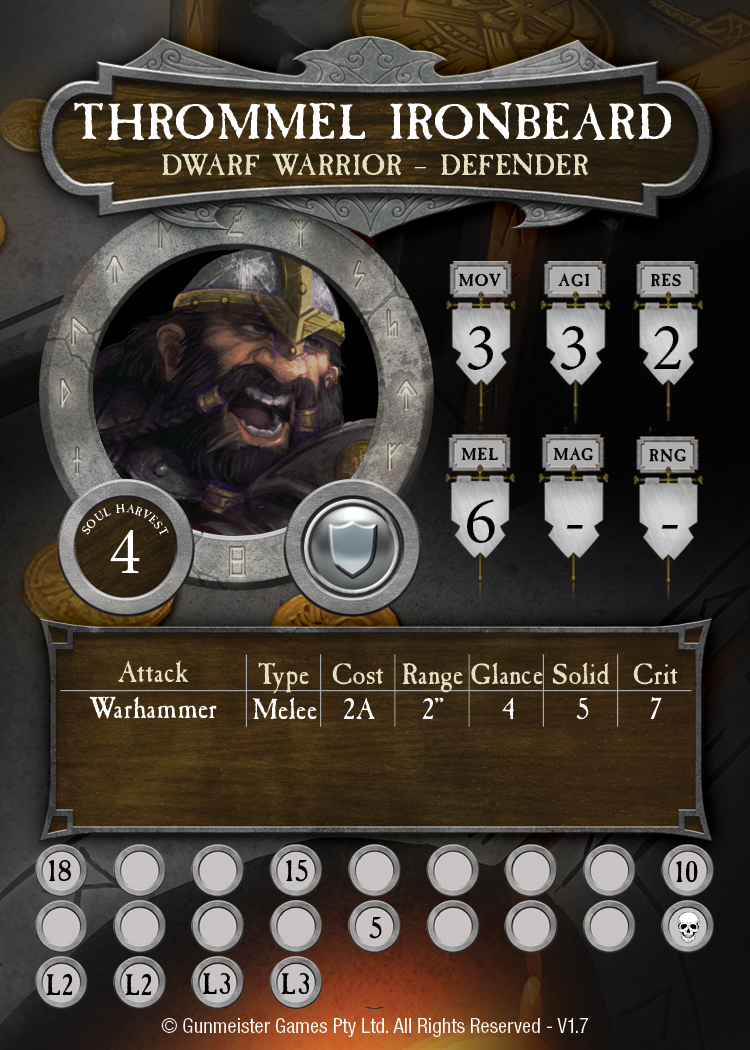 THROMMEL IRONBEARD
DWARF WARRIOR – DEFENDER
MOV AGI RES
3 3 2
MEL MAG RNG
6 - -
SOUL HARVEST
4
Attack Type Cost Range Glance Solid Crit
Warhammer Melee 2A 2” 4 5 7
18 15 10
5
L2 L2 L3 L3
© Gunmeister Games Pty Ltd. All Rights Reserved - V1.7